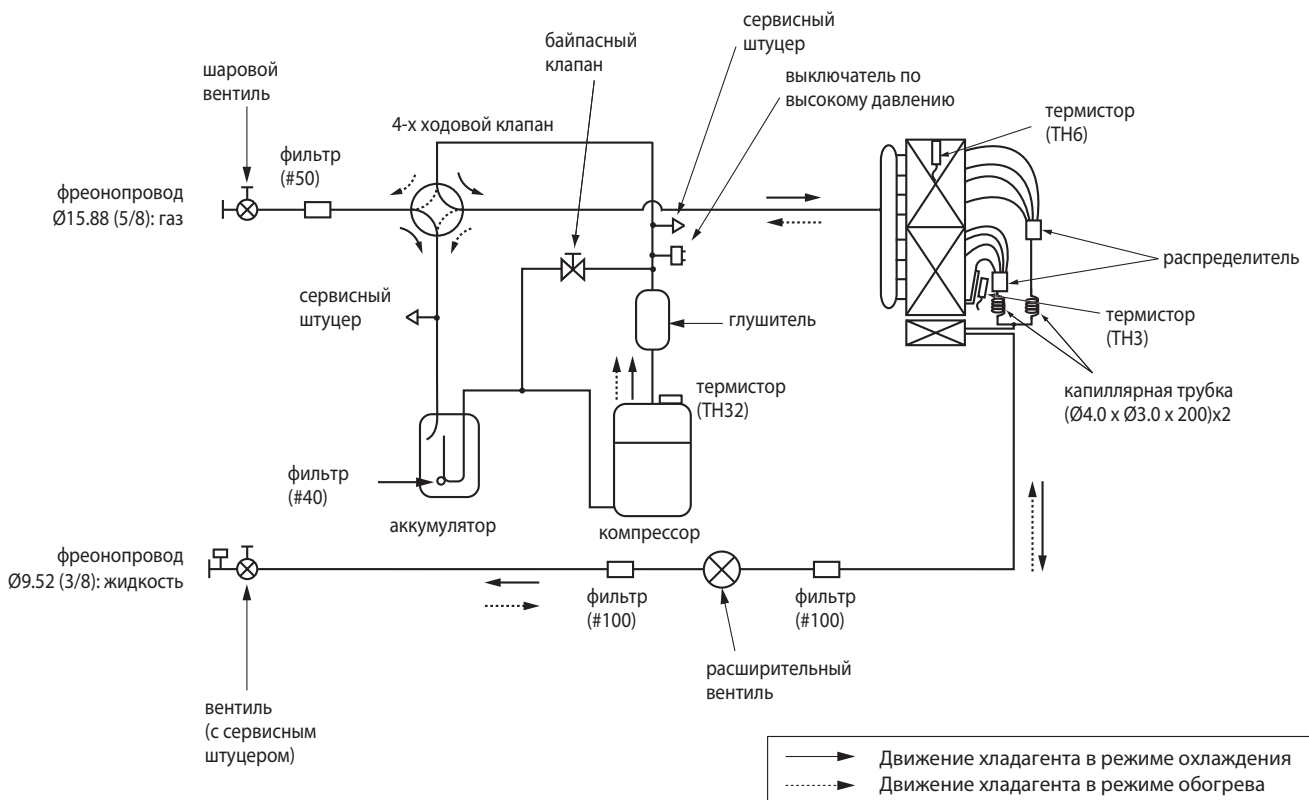 сервисный
штуцер
байпасный
клапан
шаровой
вентиль
выключатель по
высокому давлению
термистор
(TH6)
4-х ходовой клапан
фильтр
(#50)
фреонопровод
Ø15.88 (5/8): газ
распределитель
сервисный
штуцер
глушитель
термистор
(TH3)
термистор
(TH32)
капиллярная трубка
(Ø4.0 x Ø3.0 x 200)x2
фильтр
(#40)
аккумулятор
компрессор
фреонопровод
Ø9.52 (3/8): жидкость
фильтр
(#100)
фильтр
(#100)
расширительный
вентиль
вентиль
(с сервисным
штуцером)
Движение хладагента в режиме охлаждения
Движение хладагента в режиме обогрева